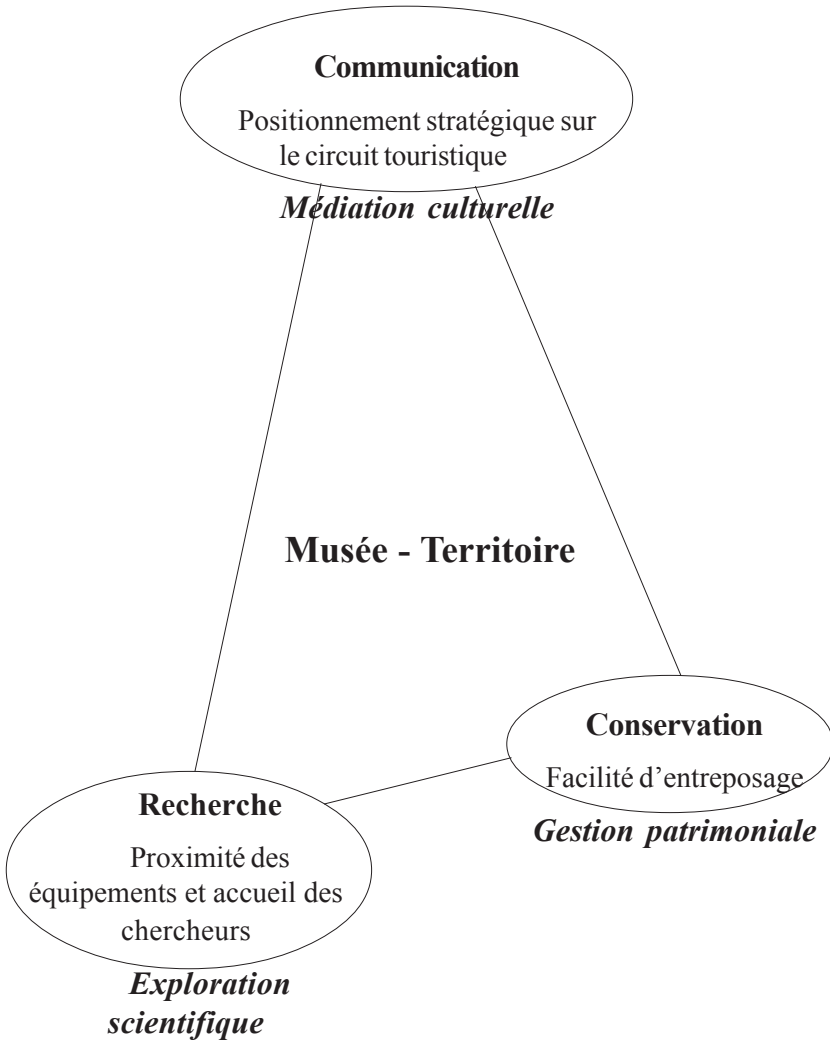 Communication
Positionnement stratégique sur
le circuit touristique
Médiation culturelle
Musée - Territoire
Conservation
Facilité d’entreposage
Gestion patrimoniale
Recherche
Proximité des
équipements et accueil des
chercheurs
Exploration
scientifique